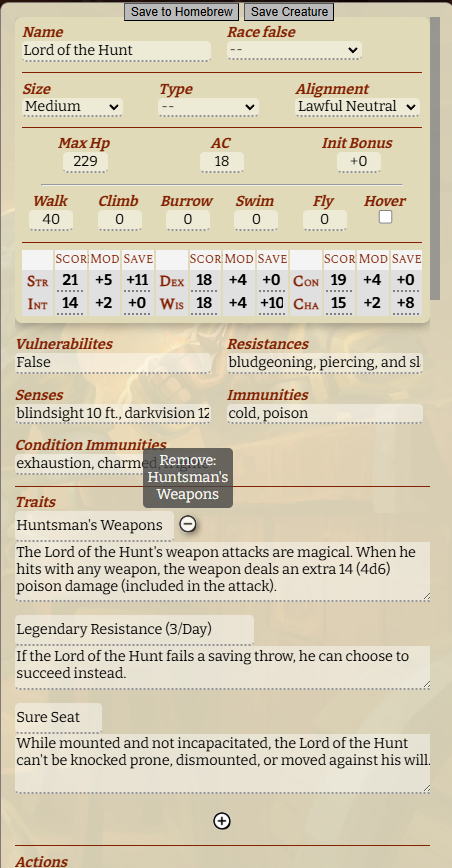 Save to Homebrew Save Creature
Name Race false
Lord of the Hunt --
Size Type Alignment
Medium -- Lawful Neutral
Max Hp AC Init Bonus
229 18 +0
Walk Climb Burrow Swim Fly Hover
40 0 0 0 0
SCOR MOD SAVE SCOR MOD SAVE SCOR MOD SAVE
STR 21 +5 +11 DEX 18 +4 +0 CON 19 +4 +0
INT 14 +2 +0 WIS 18 +4 +10 CHA 15 +2 +8
Vulnerabilites Resistances
False bludgeoning, piercing, and sl
Senses Immunities
blindsight 10 ft., darkvision 12 cold, poison
Condition Immunities
exhaustion, charmed,
Remove:
Huntsman's
Weapons
Traits
Huntsman's Weapons
The Lord of the Hunt's weapon attacks are magical. When he
hits with any weapon, the weapon deals an extra 14 (4d6)
poison damage (included in the attack).
Legendary Resistance (3/Day)
If the Lord of the Hunt fails a saving throw, he can choose to
succeed instead.
Sure Seat
While mounted and not incapacitated, the Lord of the Hunt
can't be knocked prone, dismounted, or moved against his will.
Actions